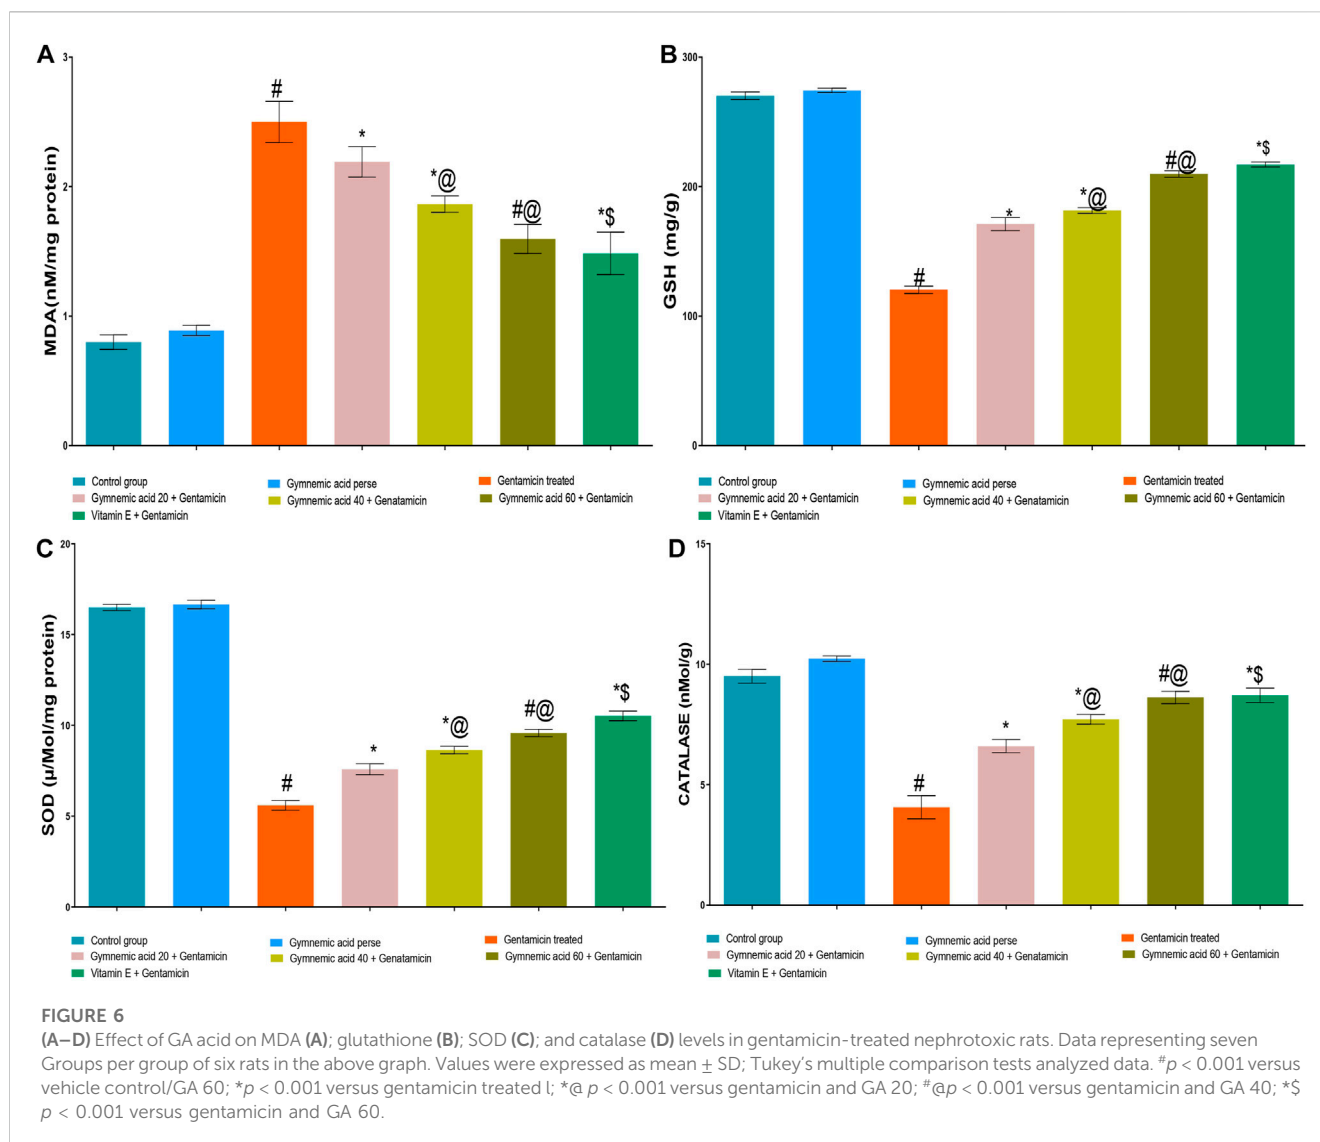 A
3
2
1
0
MDA(nM/mg protein)
#
*
*@
#@
*$
Control group
Gymnemic acid perse
Gentamicin treated
Gymnemic acid 20 + Gentamicin
Gymnemic acid 40 + Genatamicin
Gymnemic acid 60 + Gentamicin
Vitamin E + Gentamicin
B
300
200
100
0
GSH (mg/g)
#
*
*@
#@
*$
Control group
Gymnemic acid perse
Gentamicin treated
Gymnemic acid 20 + Gentamicin
Gymnemic acid 40 + Genatamicin
Gymnemic acid 60 + Gentamicin
Vitamin E + Gentamicin
C
20
15
10
5
0
SOD (µ/Mol/mg protein)
#
*
*@
#@
*$
Control group
Gymnemic acid perse
Gentamicin treated
Gymnemic acid 20 + Gentamicin
Gymnemic acid 40 + Genatamicin
Gymnemic acid 60 + Gentamicin
Vitamin E + Gentamicin
D
15
10
5
0
CATALASE (nMol/g)
#
*
*@
#@
*$
Control group
Gymnemic acid perse
Gentamicin treated
Gymnemic acid 20 + Gentamicin
Gymnemic acid 40 + Genatamicin
Gymnemic acid 60 + Gentamicin
Vitamin E + Gentamicin
FIGURE 6
(A–D) Effect of GA acid on MDA (A); glutathione (B); SOD (C); and catalase (D) levels in gentamicin-treated nephrotoxic rats. Data representing seven
Groups per group of six rats in the above graph. Values were expressed as mean ± SD; Tukey's multiple comparison tests analyzed data. #p < 0.001 versus
vehicle control/GA 60; *p < 0.001 versus gentamicin treated l; *@ p < 0.001 versus gentamicin and GA 20; #@p < 0.001 versus gentamicin and GA 40; *$
p < 0.001 versus gentamicin and GA 60.